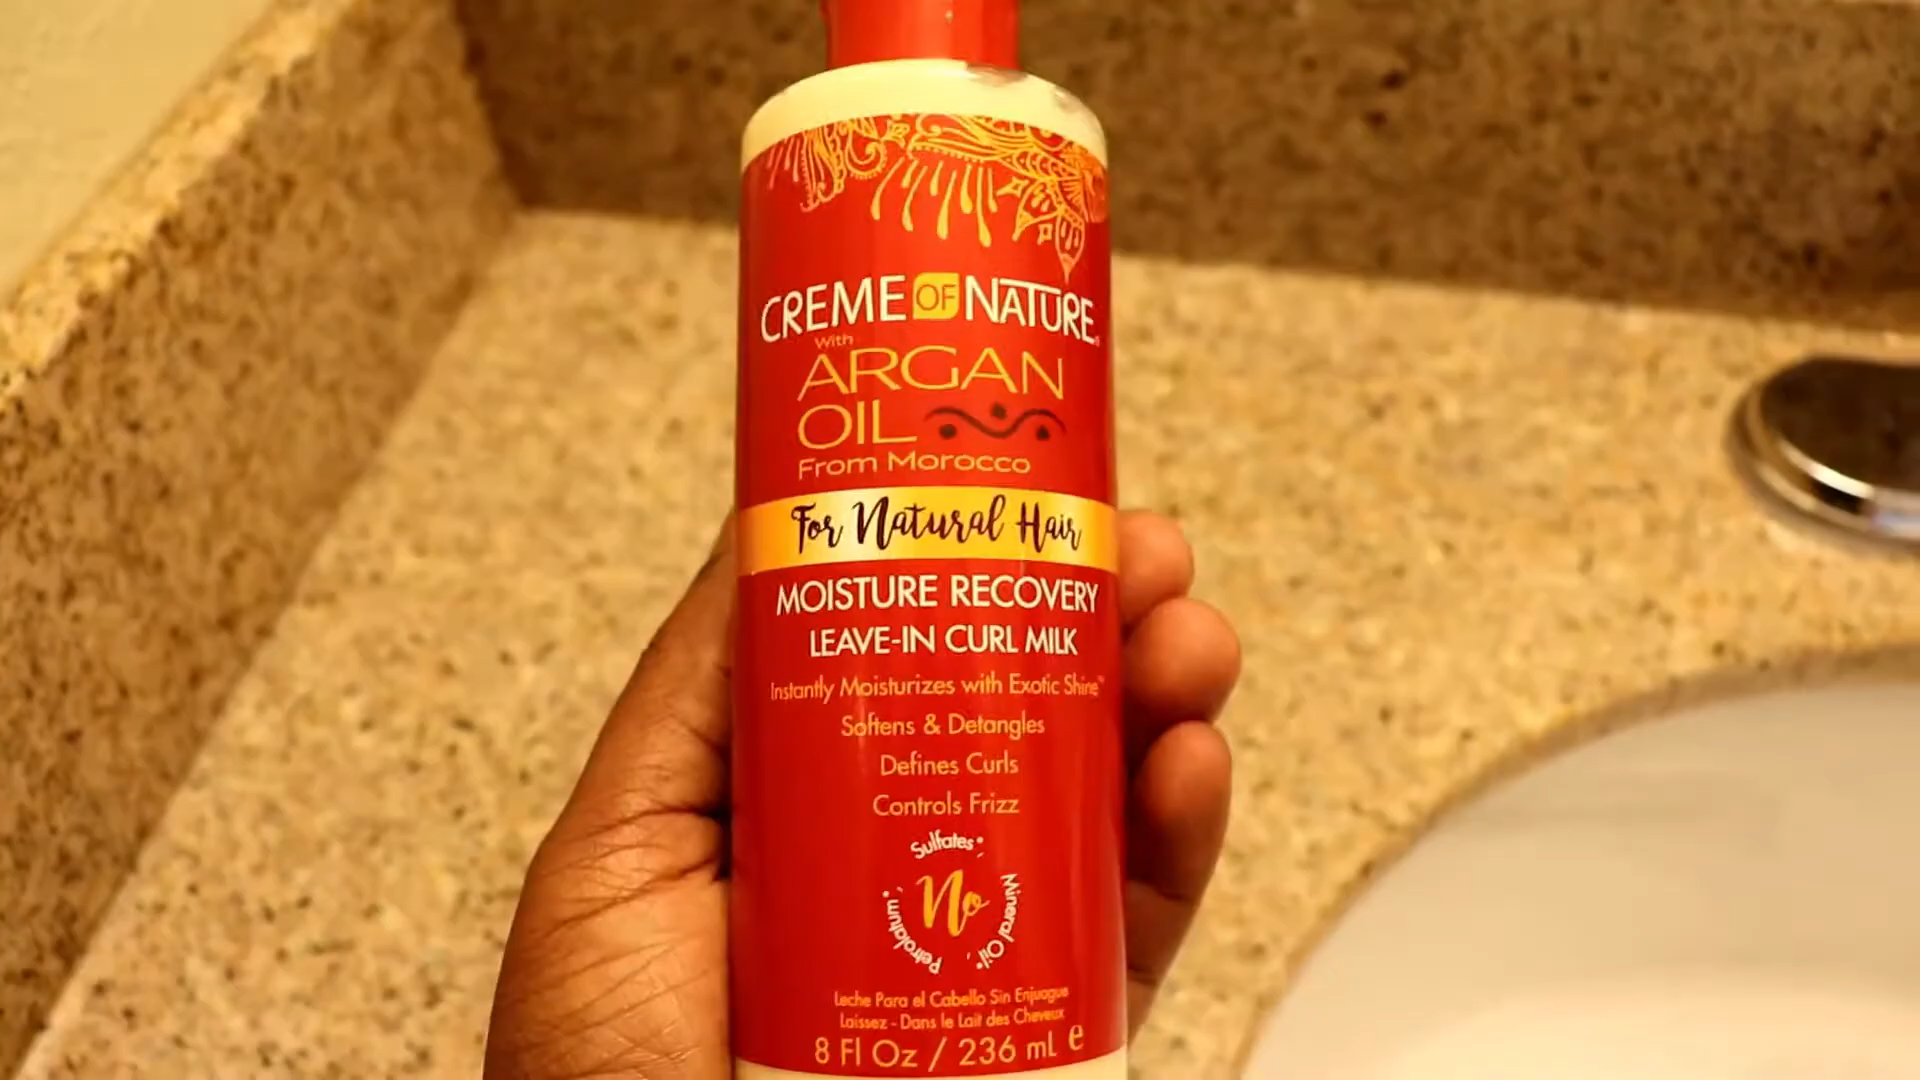 CREME OF NATURE®
With
ARGAN
OIL
From Morocco
For Natural Hair
MOISTURE RECOVERY
LEAVE-IN CURL MILK
Instantly Moisturizes with Exotic Shine™
Softens & Detangles
Defines Curls
Controls Frizz
Sulfates*
No
Mineral Oil*
Petrolatum*
Leche Para el Cabello Sin Enjuague
Laissez - Dans le Lait des Cheveux
8 Fl Oz / 236 mL e